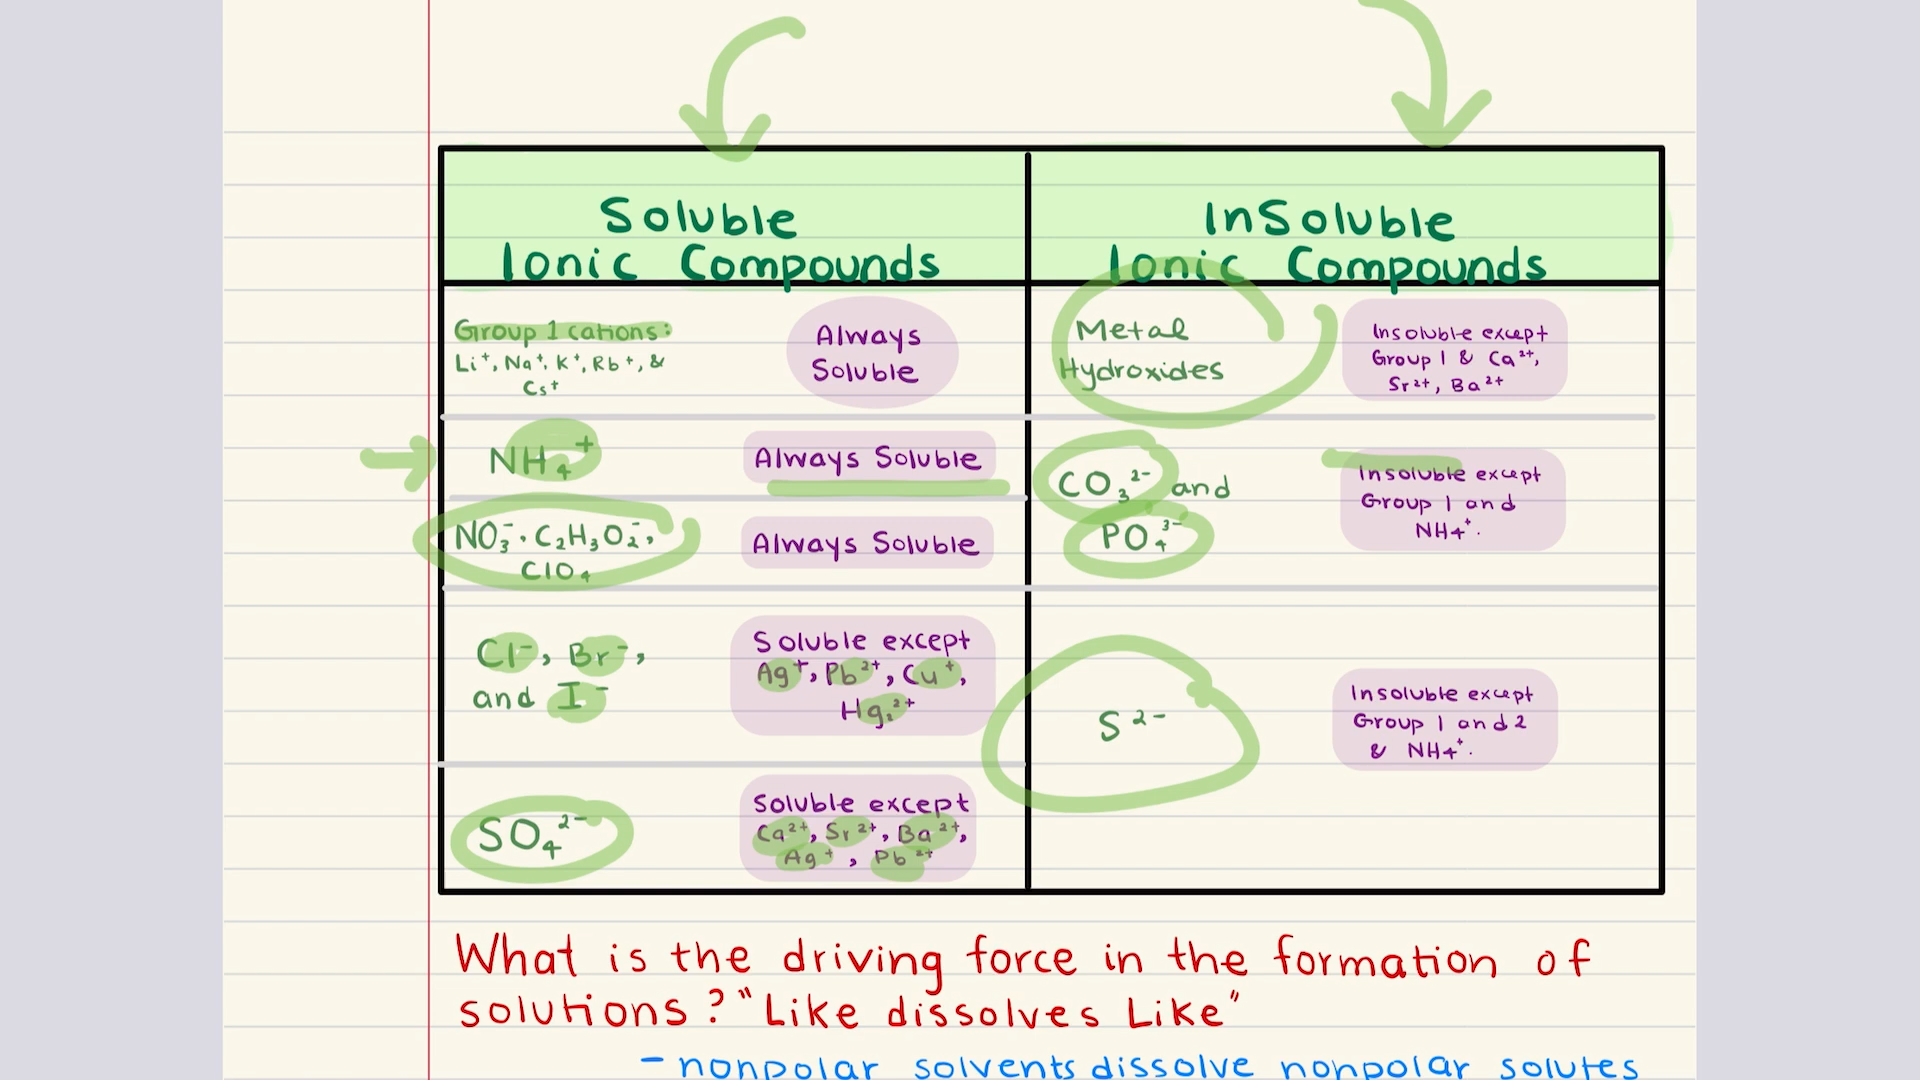 Soluble
Ionic Compounds
InSoluble
Ionic Compounds
Group 1 cations:
Li⁺, Na⁺, K⁺, Rb⁺, &
Cs⁺
Always
Soluble
Metal
Hydroxides
Insoluble except
Group 1 & Ca²⁺,
Sr²⁺, Ba²⁺
NH₄⁺
Always Soluble
CO₃²⁻ and
PO₄³⁻
Insoluble except
Group 1 and
NH₄⁺.
NO₃⁻, C₂H₃O₂⁻,
ClO₄
Always Soluble
Cl⁻, Br⁻,
and I⁻
Soluble except
Ag⁺, Pb²⁺, Cu⁺,
Hg₂²⁺
S²⁻
Insoluble except
Group 1 and 2
& NH₄⁺.
SO₄²⁻
Soluble except
Ca²⁺, Sr²⁺, Ba²⁺,
Ag⁺, Pb²⁺
What is the driving force in the formation of
solutions? "Like dissolves Like"
- nonpolar solvents dissolve nonpolar solutes